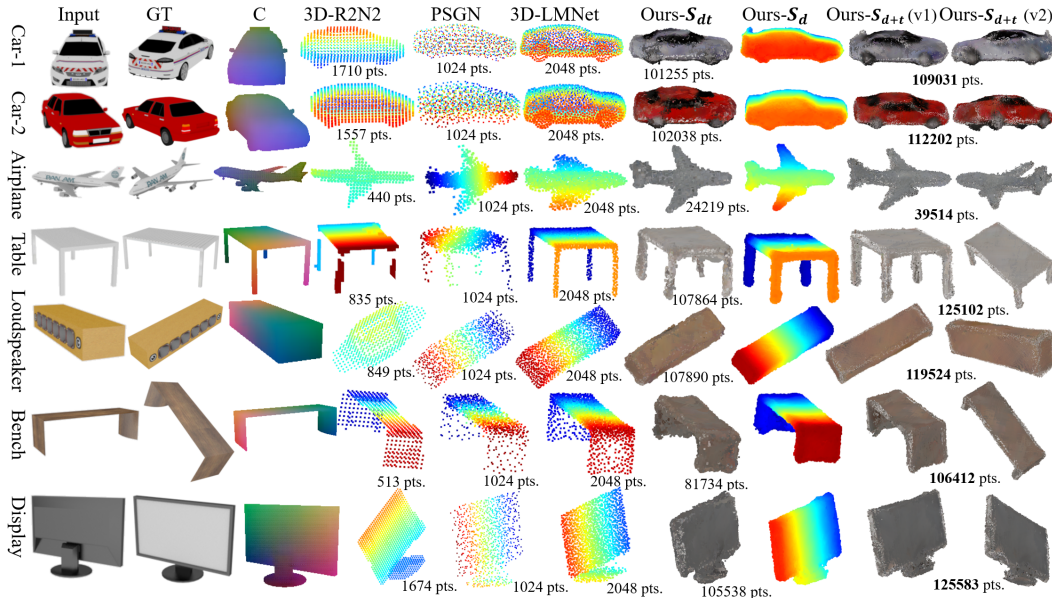 Input GT C 3D-R2N2 PSGN 3D-LMNet Ours-S_dt Ours-S_d Ours-S_d+t (v1) Ours-S_d+t (v2)
Car-1
1710 pts. 1024 pts. 2048 pts. 101255 pts. 109031 pts.
Car-2
1557 pts. 1024 pts. 2048 pts. 102038 pts. 112202 pts.
Airplane
440 pts. 1024 pts. 2048 pts. 24219 pts. 39514 pts.
Table
835 pts. 1024 pts. 2048 pts. 107864 pts. 125102 pts.
Loudspeaker
849 pts. 1024 pts. 2048 pts. 107890 pts. 119524 pts.
Bench
513 pts. 1024 pts. 2048 pts. 81734 pts. 106412 pts.
Display
1674 pts. 1024 pts. 2048 pts. 105538 pts. 125583 pts.